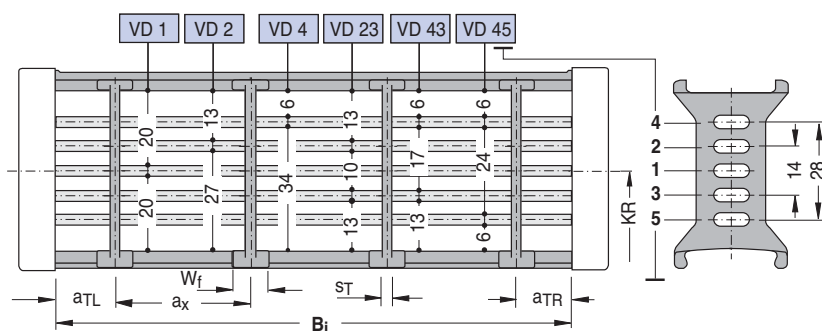 VD 1 VD 2 VD 4 VD 23 VD 43 VD 45
20 13 6 13 6 6
20 27 34 10 17 24
13 13 6
KR
4
2
1
3
5
14
28
Wf
sT
aTL ax aTR
Bi